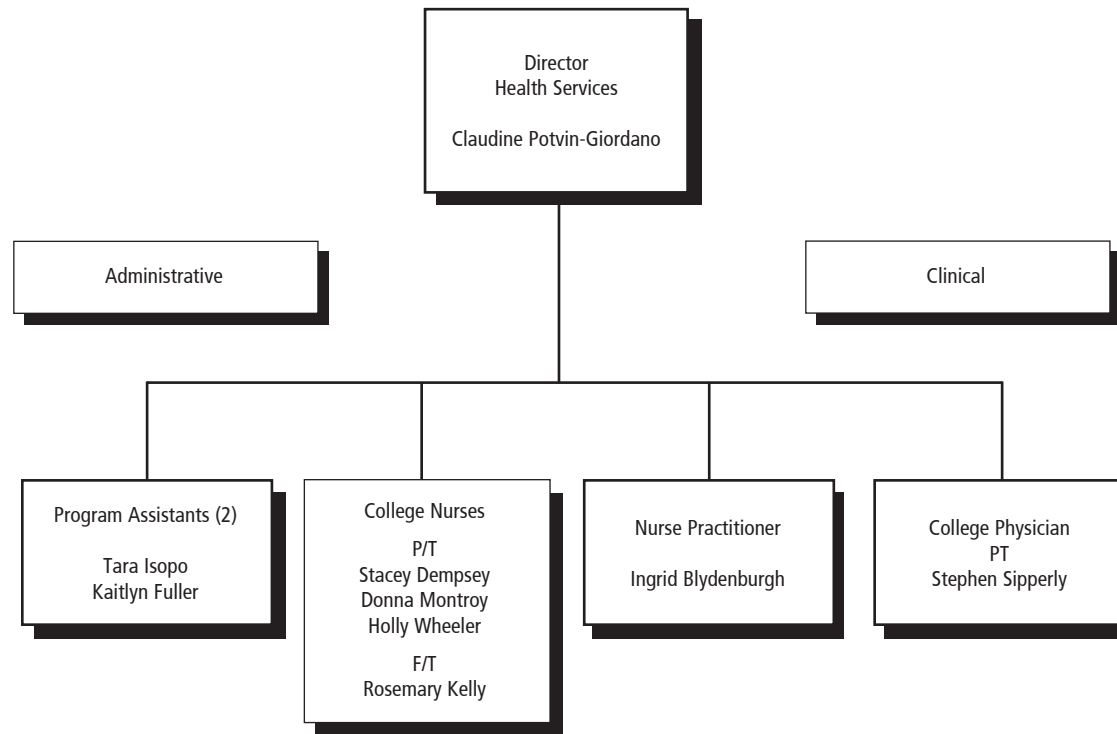 Director
Health Services
Claudine Potvin-Giordano
Administrative
Clinical
Program Assistants (2)
Tara Isopo
Kaitlyn Fuller
College Nurses
P/T
Stacey Dempsey
Donna Montroy
Holly Wheeler
F/T
Rosemary Kelly
Nurse Practitioner
Ingrid Blydenburgh
College Physician
PT
Stephen Sipperly